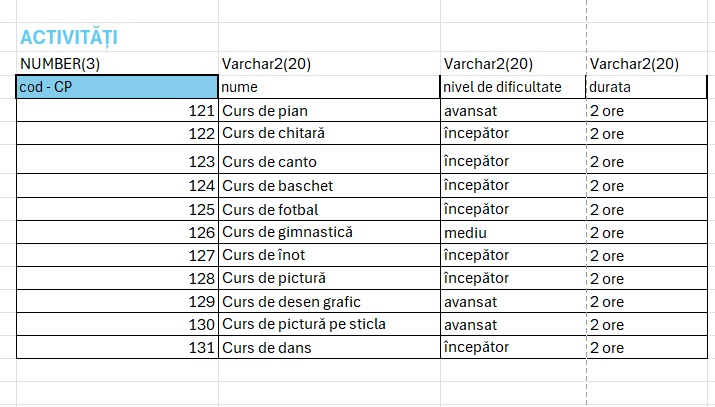 ACTIVITĂȚI
NUMBER(3) Varchar2(20) Varchar2(20) Varchar2(20)
cod - CP nume nivel de dificultate durata
121 Curs de pian avansat 2 ore
122 Curs de chitară începător 2 ore
123 Curs de canto începător 2 ore
124 Curs de baschet începător 2 ore
125 Curs de fotbal începător 2 ore
126 Curs de gimnastică mediu 2 ore
127 Curs de înot începător 2 ore
128 Curs de pictură începător 2 ore
129 Curs de desen grafic avansat 2 ore
130 Curs de pictură pe sticla avansat 2 ore
131 Curs de dans începător 2 ore